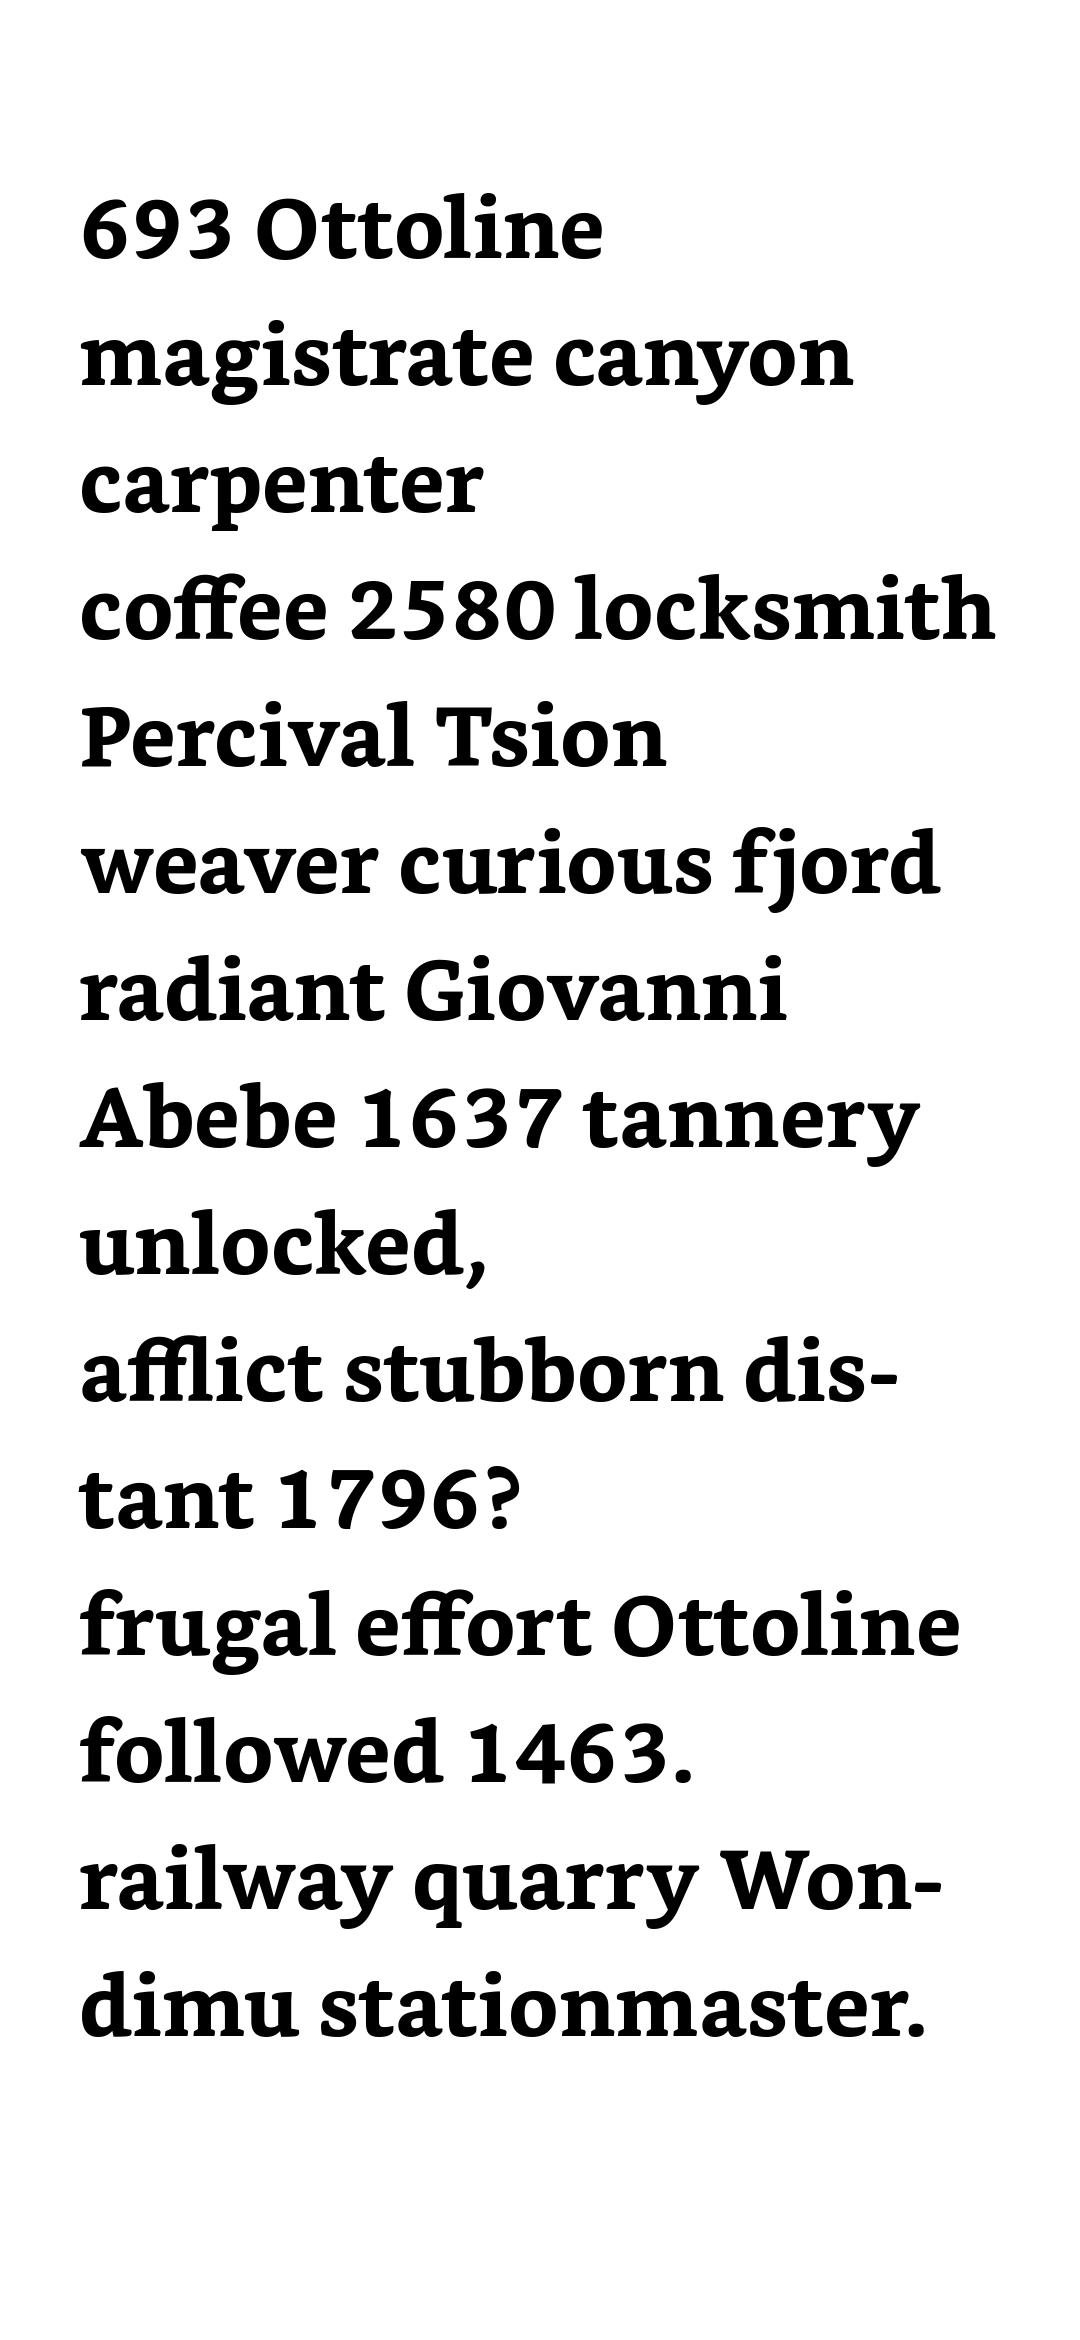 693 Ottoline
magistrate canyon
carpenter
coffee 2580 locksmith
Percival Tsion
weaver curious fjord
radiant Giovanni
Abebe 1637 tannery
unlocked,
afflict stubborn dis-
tant 1796?
frugal effort Ottoline
followed 1463.
railway quarry Won-
dimu stationmaster.